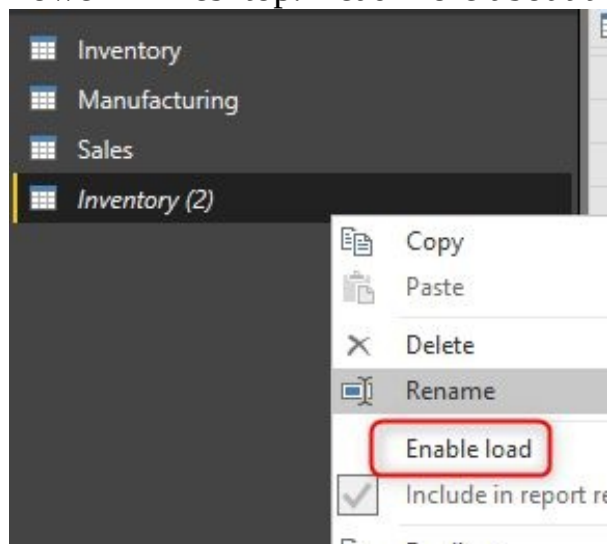 Inventory
Manufacturing
Sales
Inventory (2)
Copy
Paste
Delete
Rename
Enable load
Include in report re